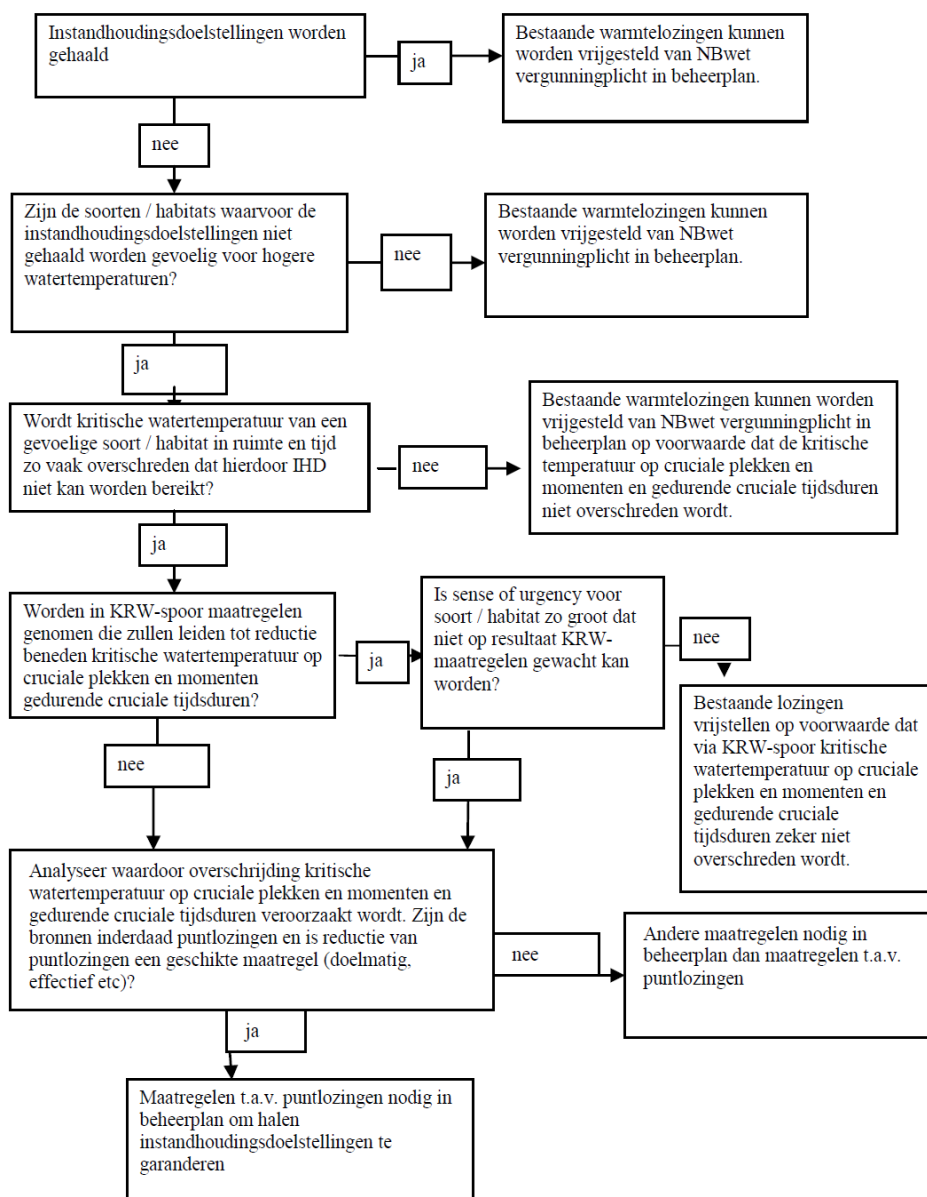 Instandhoudingsdoelstellingen worden
gehaald
ja
Bestaande warmtelozingen kunnen
worden vrijgesteld van NBwet
vergunningplicht in beheerplan.
nee
Zijn de soorten / habitats waarvoor de
instandhoudingsdoelstellingen niet
gehaald worden gevoelig voor hogere
watertemperaturen?
nee
Bestaande warmtelozingen kunnen
worden vrijgesteld van NBwet
vergunningplicht in beheerplan.
ja
Wordt kritische watertemperatuur van een
gevoelige soort / habitat in ruimte en tijd
zo vaak overschreden dat hierdoor IHD
niet kan worden bereikt?
nee
Bestaande warmtelozingen kunnen worden
vrijgesteld van NBwet vergunningplicht in
beheerplan op voorwaarde dat de kritische
temperatuur op cruciale plekken en
momenten en gedurende cruciale tijdsduren
niet overschreden wordt.
ja
Worden in KRW-spoor maatregelen
genomen die zullen leiden tot reductie
beneden kritische watertemperatuur op
cruciale plekken en momenten
gedurende cruciale tijdsduren?
ja
Is sense of urgency voor
soort / habitat zo groot dat
niet op resultaat KRW-
maatregelen gewacht kan
worden?
nee
Bestaande lozingen
vrijstellen op voorwaarde dat
via KRW-spoor kritische
watertemperatuur op cruciale
plekken en momenten en
gedurende cruciale
tijdsduren zeker niet
overschreden wordt.
nee
ja
Analyseer waardoor overschrijding kritische
watertemperatuur op cruciale plekken en momenten en
gedurende cruciale tijdsduren veroorzaakt wordt. Zijn de
bronnen inderdaad puntlozingen en is reductie van
puntlozingen een geschikte maatregel (doelmatig,
effectief etc)?
nee
Andere maatregelen nodig in
beheerplan dan maatregelen t.a.v.
puntlozingen
ja
Maatregelen t.a.v. puntlozingen nodig in
beheerplan om halen
instandhoudingsdoelstellingen te
garanderen